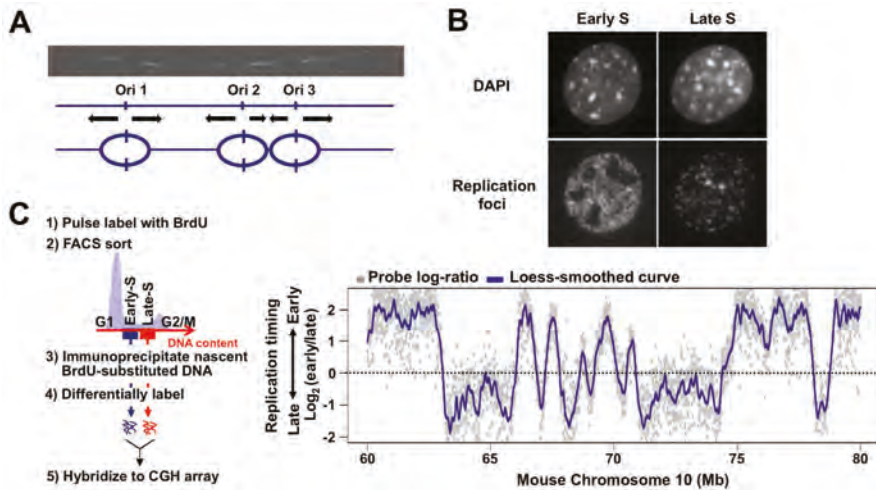 A
Ori 1 Ori 2 Ori 3
B
Early S Late S
DAPI
Replication
foci
C
1) Pulse label with BrdU
2) FACS sort
Early-S
Late-S
G1 G2/M
DNA content
3) Immunoprecipitate nascent
BrdU-substituted DNA
4) Differentially label
5) Hybridize to CGH array
Probe log-ratio Loess-smoothed curve
Replication timing
Late Early
Log2 (early/late)
2
1
0
-1
-2
60 65 70 75 80
Mouse Chromosome 10 (Mb)